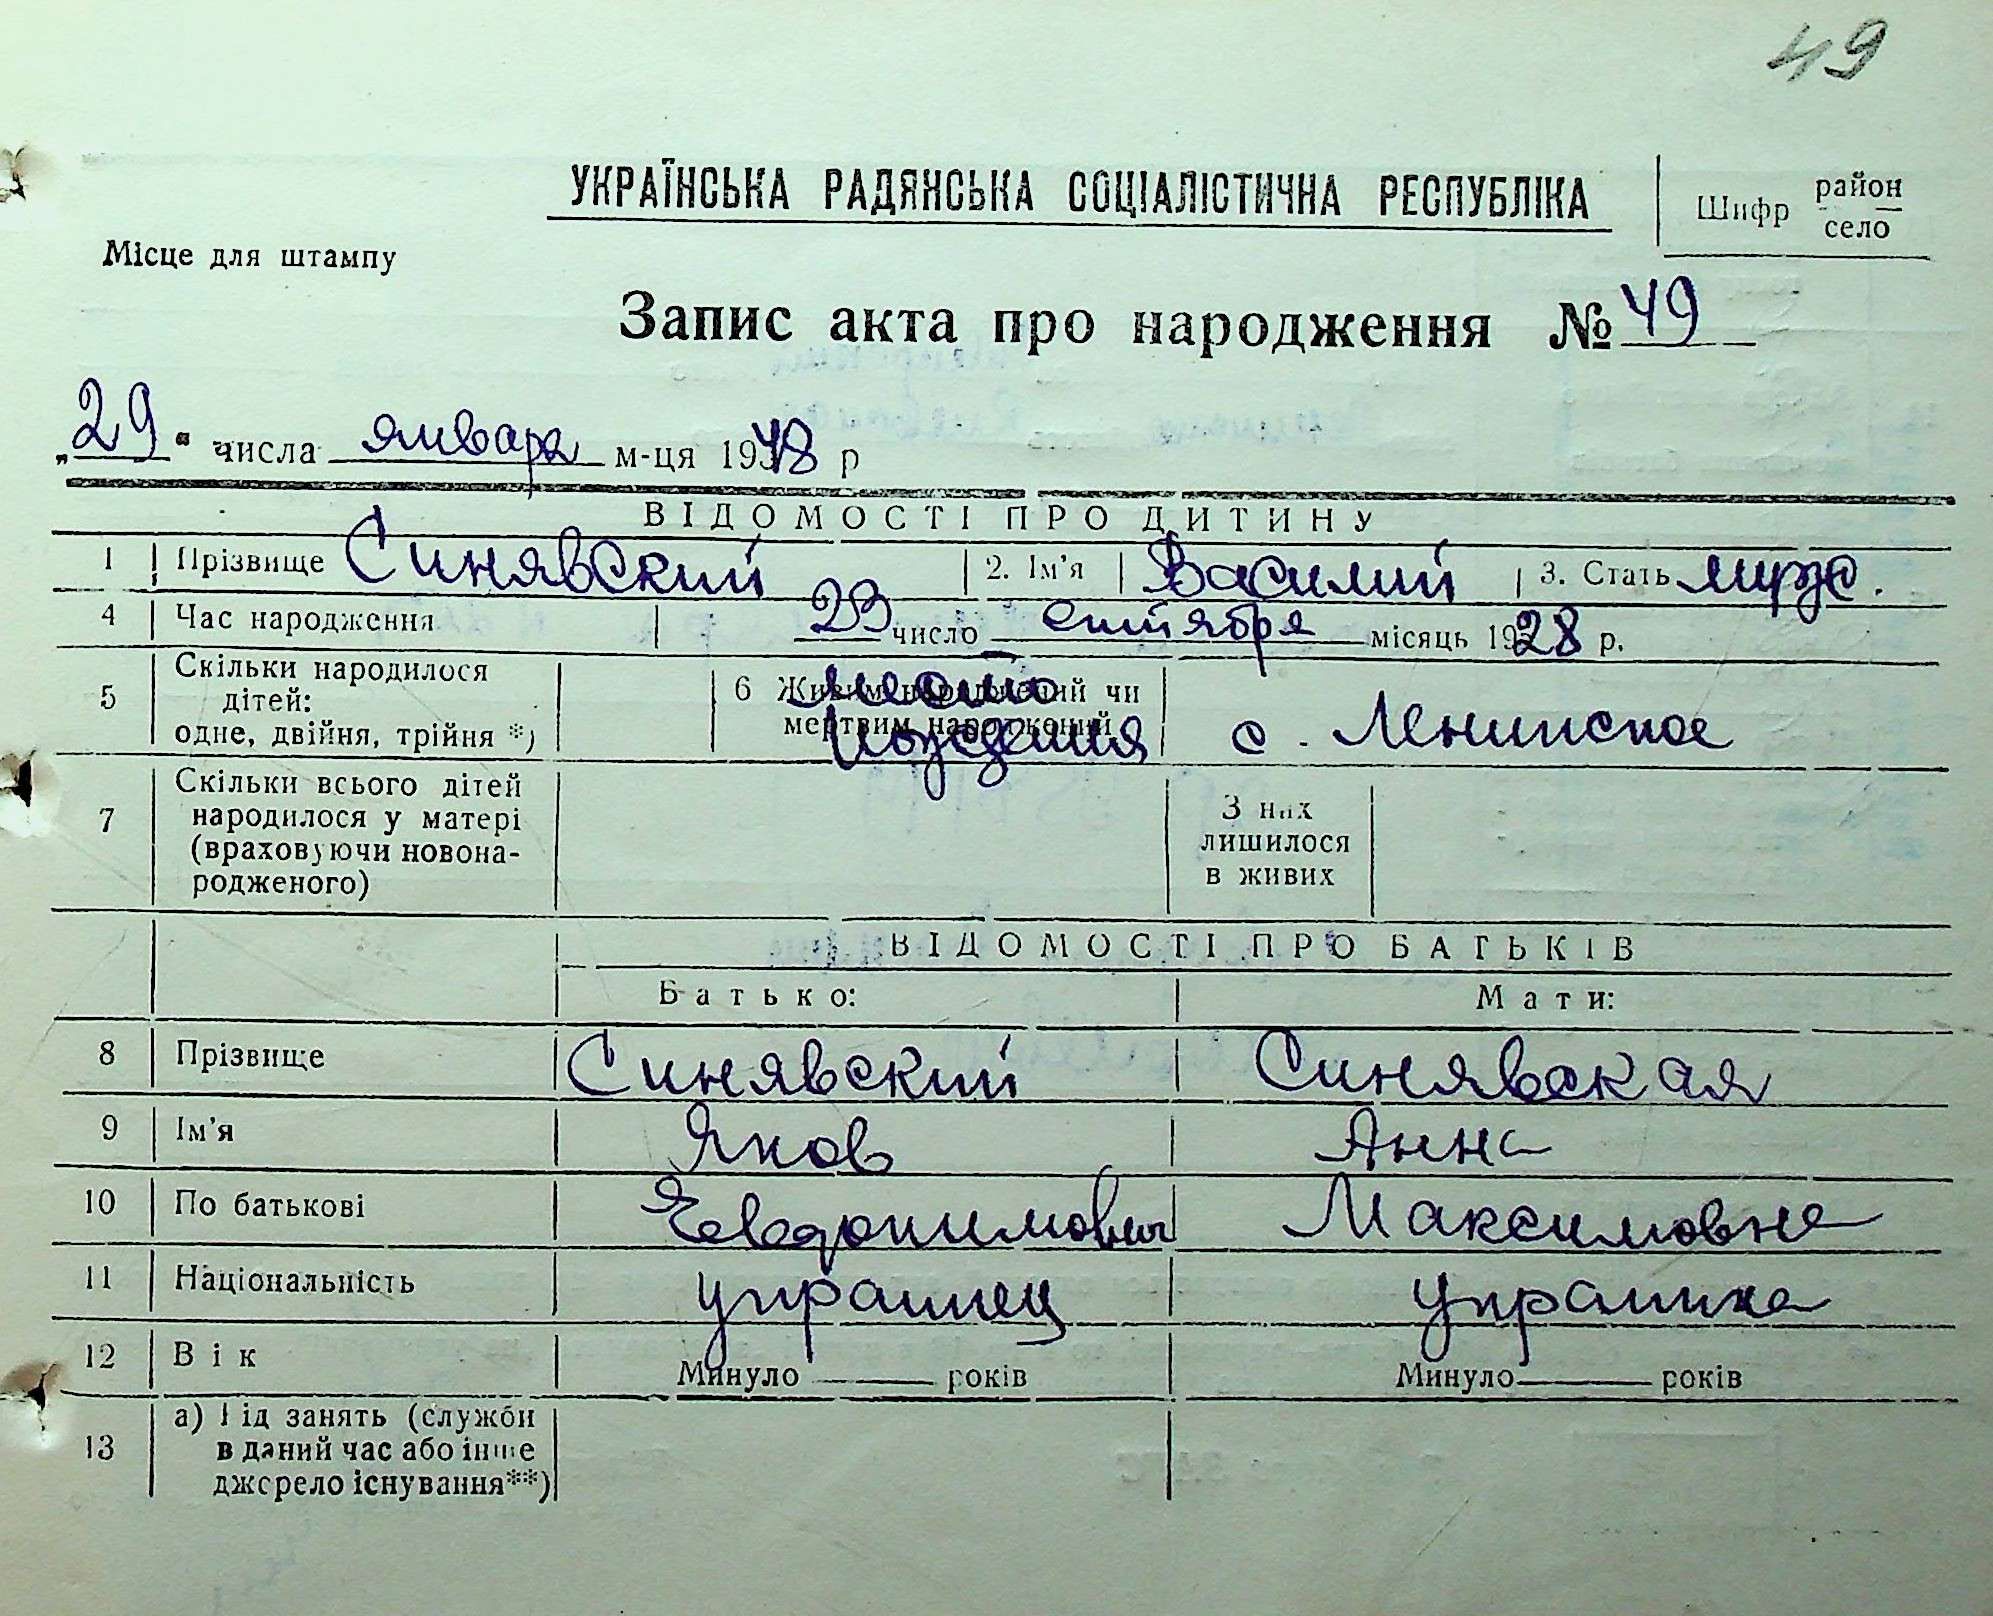 49
УКРАЇНСЬКА РАДЯНСЬКА СОЦІАЛІСТИЧНА РЕСПУБЛІКА
Шифр район
село
Місце для штампу
Запис акта про народження № 49
„29" числа января м-ця 1948 р
ВІДОМОСТІ ПРО ДИТИНУ
1 Прізвище Синявский 2. Ім'я Василий 3. Стать муж.
4 Час народження 23 число сентября місяць 1928 р.
5 Скільки народилося дітей: одне, двійня, трійня *) 6 Живим народжений чи мертвим народжений место рождения с. Ленинское
7 Скільки всього дітей народилося у матері (враховуючи новонародженого) З них лишилося в живих
ВІДОМОСТІ ПРО БАТЬКІВ
Батько: Мати:
8 Прізвище Синявский Синявская
9 Ім'я Яков Анна
10 По батькові Евдокимович Максимовна
11 Національність украинец украинка
12 Вік Минуло років Минуло років
13 а) Рід занять (служби
в даний час або інше
джерело існування**)